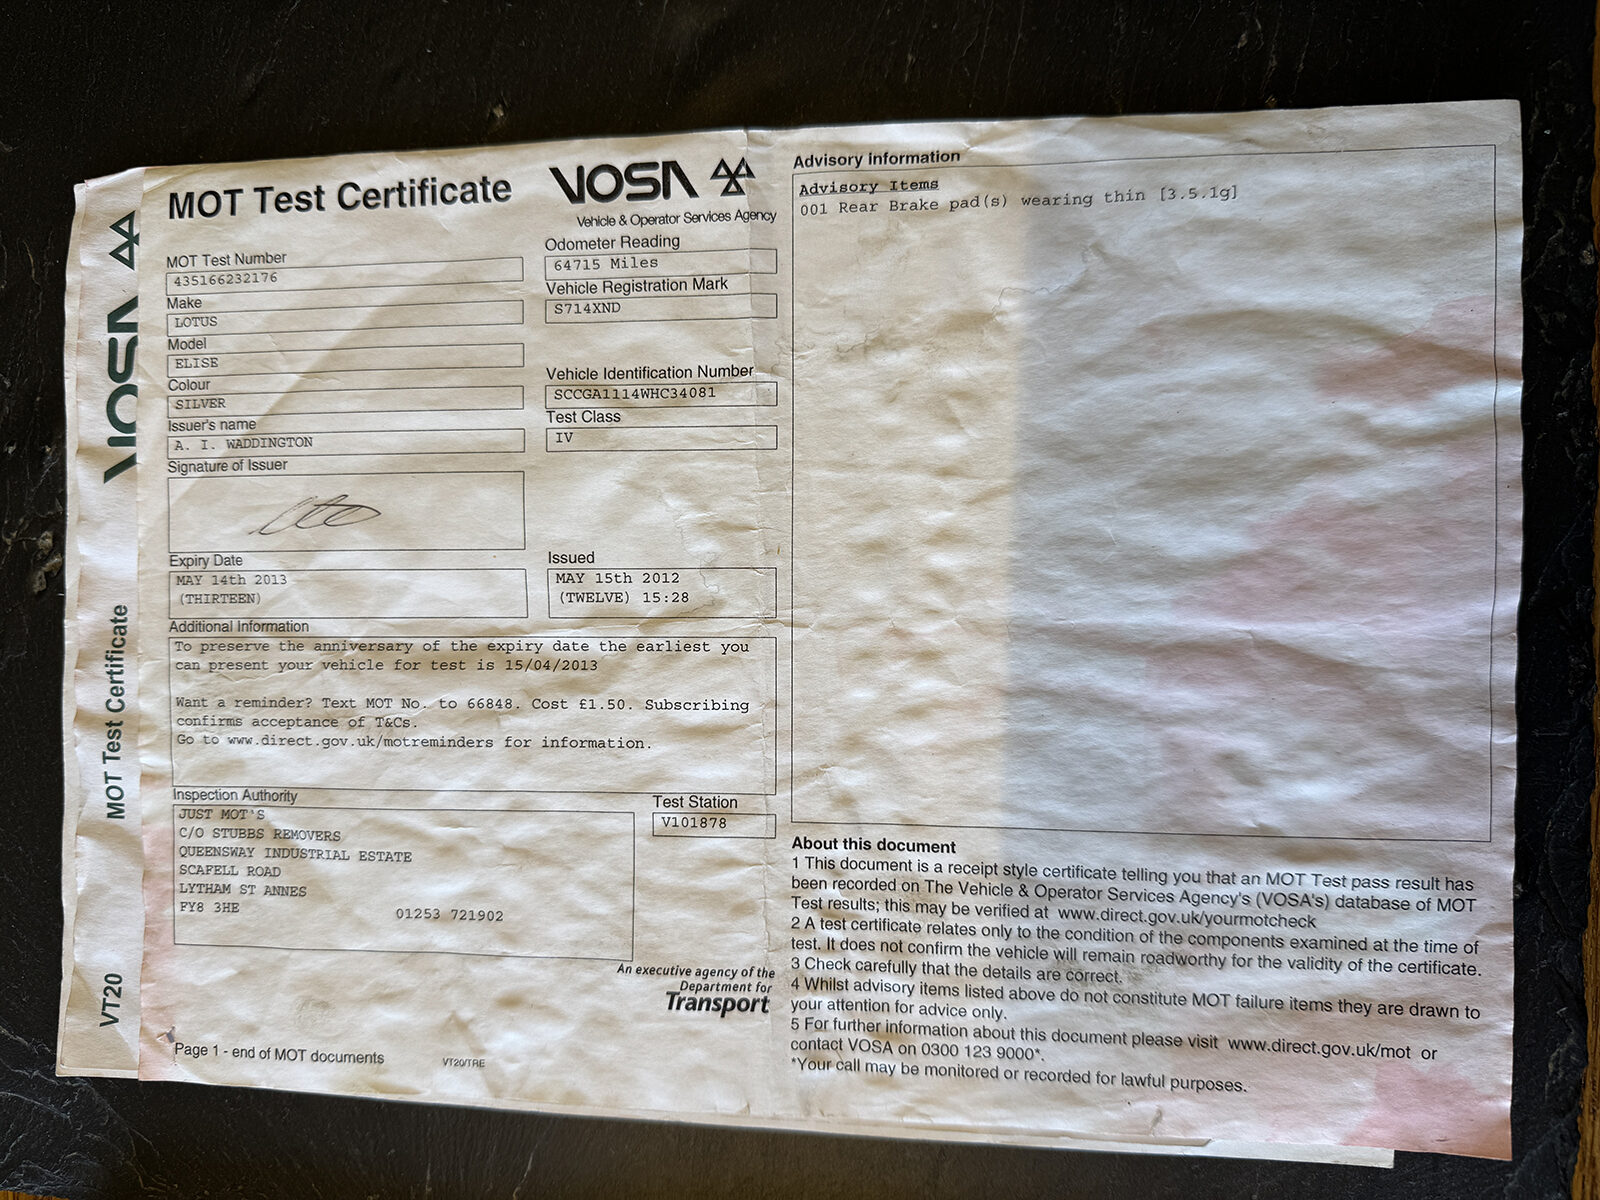 VOSA
MOT Test Certificate
VT20
MOT Test Certificate
VOSA
Vehicle & Operator Services Agency
MOT Test Number
435166232176
Make
LOTUS
Model
ELISE
Colour
SILVER
Issuer's name
A. I. WADDINGTON
Signature of Issuer
Odometer Reading
64715 Miles
Vehicle Registration Mark
S714XND
Vehicle Identification Number
SCCGA1114WHC34081
Test Class
IV
Expiry Date
MAY 14th 2013
(THIRTEEN)
Issued
MAY 15th 2012
(TWELVE) 15:28
Additional Information
To preserve the anniversary of the expiry date the earliest you
can present your vehicle for test is 15/04/2013
Want a reminder? Text MOT No. to 66848. Cost £1.50. Subscribing
confirms acceptance of T&Cs.
Go to www.direct.gov.uk/motreminders for information.
Inspection Authority
JUST MOT'S
C/O STUBBS REMOVERS
QUEENSWAY INDUSTRIAL ESTATE
SCAFELL ROAD
LYTHAM ST ANNES
FY8 3HE
01253 721902
Test Station
V101878
An executive agency of the
Department for
Transport
Page 1 - end of MOT documents
VT20/TRE
Advisory Information
Advisory Items
001 Rear Brake pad(s) wearing thin [3.5.1g]
About this document
1 This document is a receipt style certificate telling you that an MOT Test pass result has
been recorded on The Vehicle & Operator Services Agency's (VOSA's) database of MOT
Test results; this may be verified at www.direct.gov.uk/yourmotcheck
2 A test certificate relates only to the condition of the components examined at the time of
test. It does not confirm the vehicle will remain roadworthy for the validity of the certificate.
3 Check carefully that the details are correct.
4 Whilst advisory items listed above do not constitute MOT failure items they are drawn to
your attention for advice only.
5 For further information about this document please visit www.direct.gov.uk/mot or
contact VOSA on 0300 123 9000*.
*Your call may be monitored or recorded for lawful purposes.